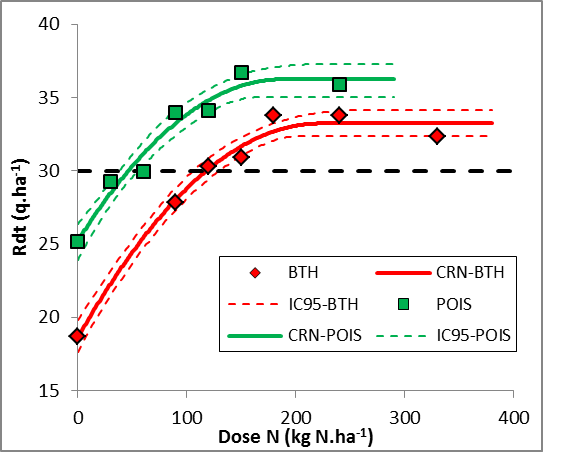 40
35
30
25
20
15
Rdt (q.ha-1)
BTH
CRN-BTH
IC95-BTH
POIS
CRN-POIS
IC95-POIS
0
100
200
300
400
Dose N (kg N.ha-1)